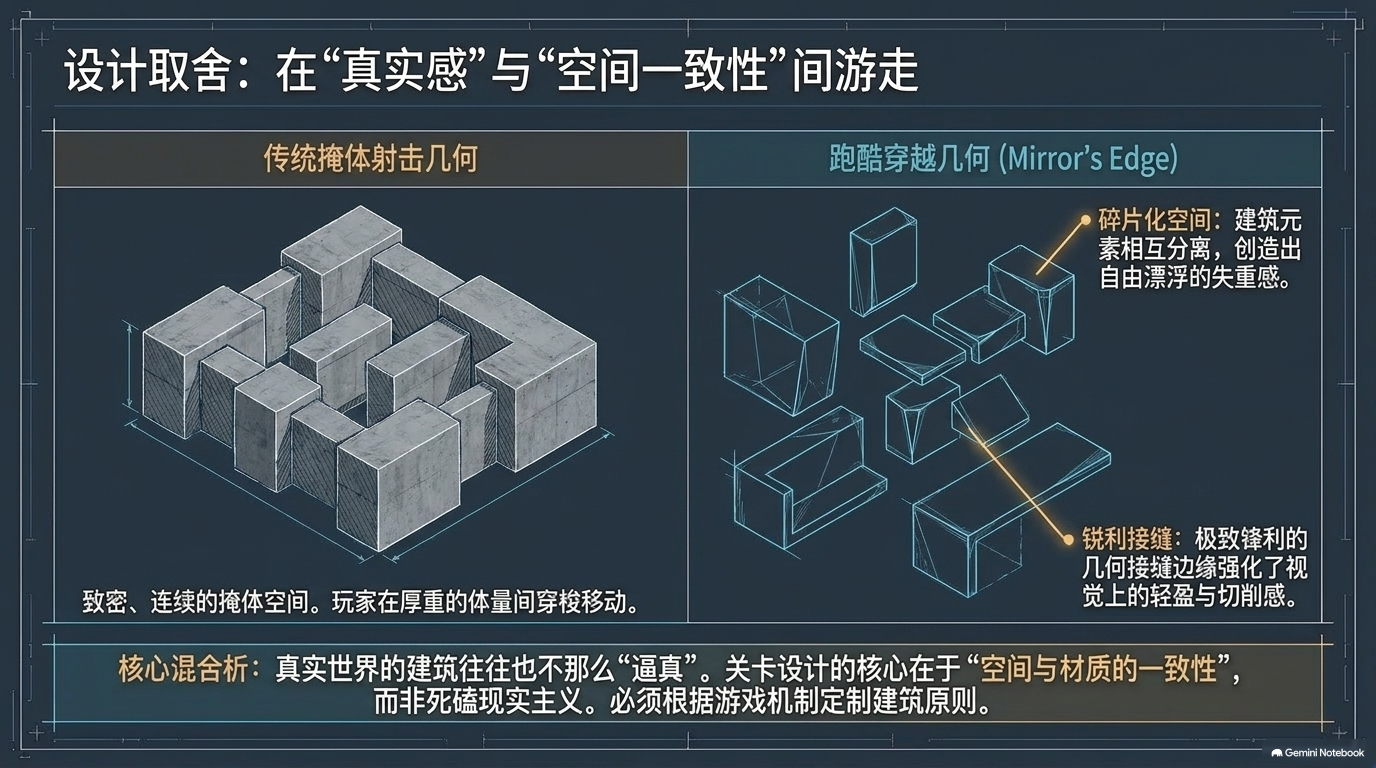 设计取舍：在“真实感”与“空间一致性”间游走
传统掩体射击几何
跑酷穿越几何 (Mirror's Edge)
碎片化空间：建筑元
素相互分离，创造出
自由漂浮的失重感。
锐利接缝：极致锋利的
几何接缝边缘强化了视
觉上的轻盈与切削感。
致密、连续的掩体空间。玩家在厚重的体量间穿梭移动。
核心混合析：真实世界的建筑往往也不那么“逼真”。关卡设计的核心在于“空间与材质的一致性”，
而非死磕现实主义。必须根据游戏机制定制建筑原则。
Gemini Notebook